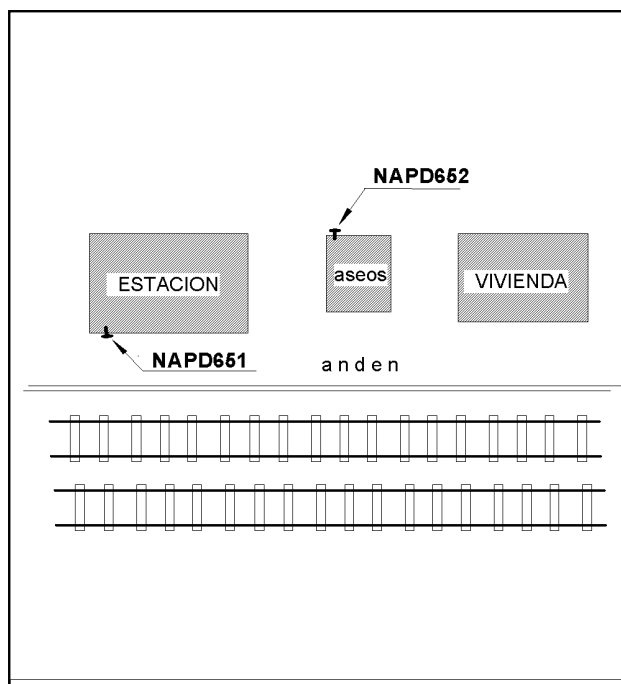 NAPD652
ESTACION
aseos
VIVIENDA
NAPD651
anden